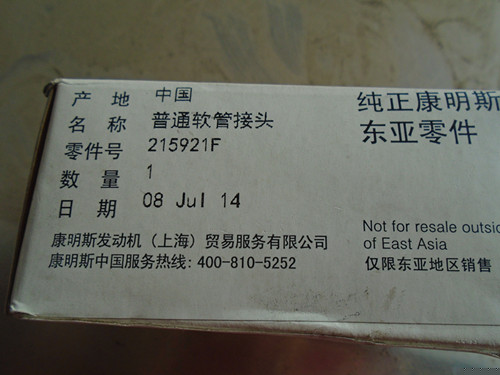 产 地 中国
名 称 普通软管接头
零件号 215921F
数 量 1
日 期 08 Jul 14
康明斯发动机（上海）贸易服务有限公司
康明斯中国服务热线: 400-810-5252
纯正康明斯
东亚零件
Not for resale outsid
of East Asia
仅限东亚地区销售